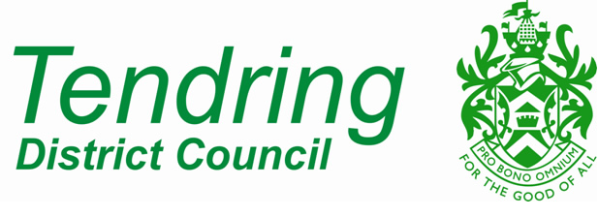 Tendring
District Council
PRO BONO OMNIUM
FOR THE GOOD OF ALL